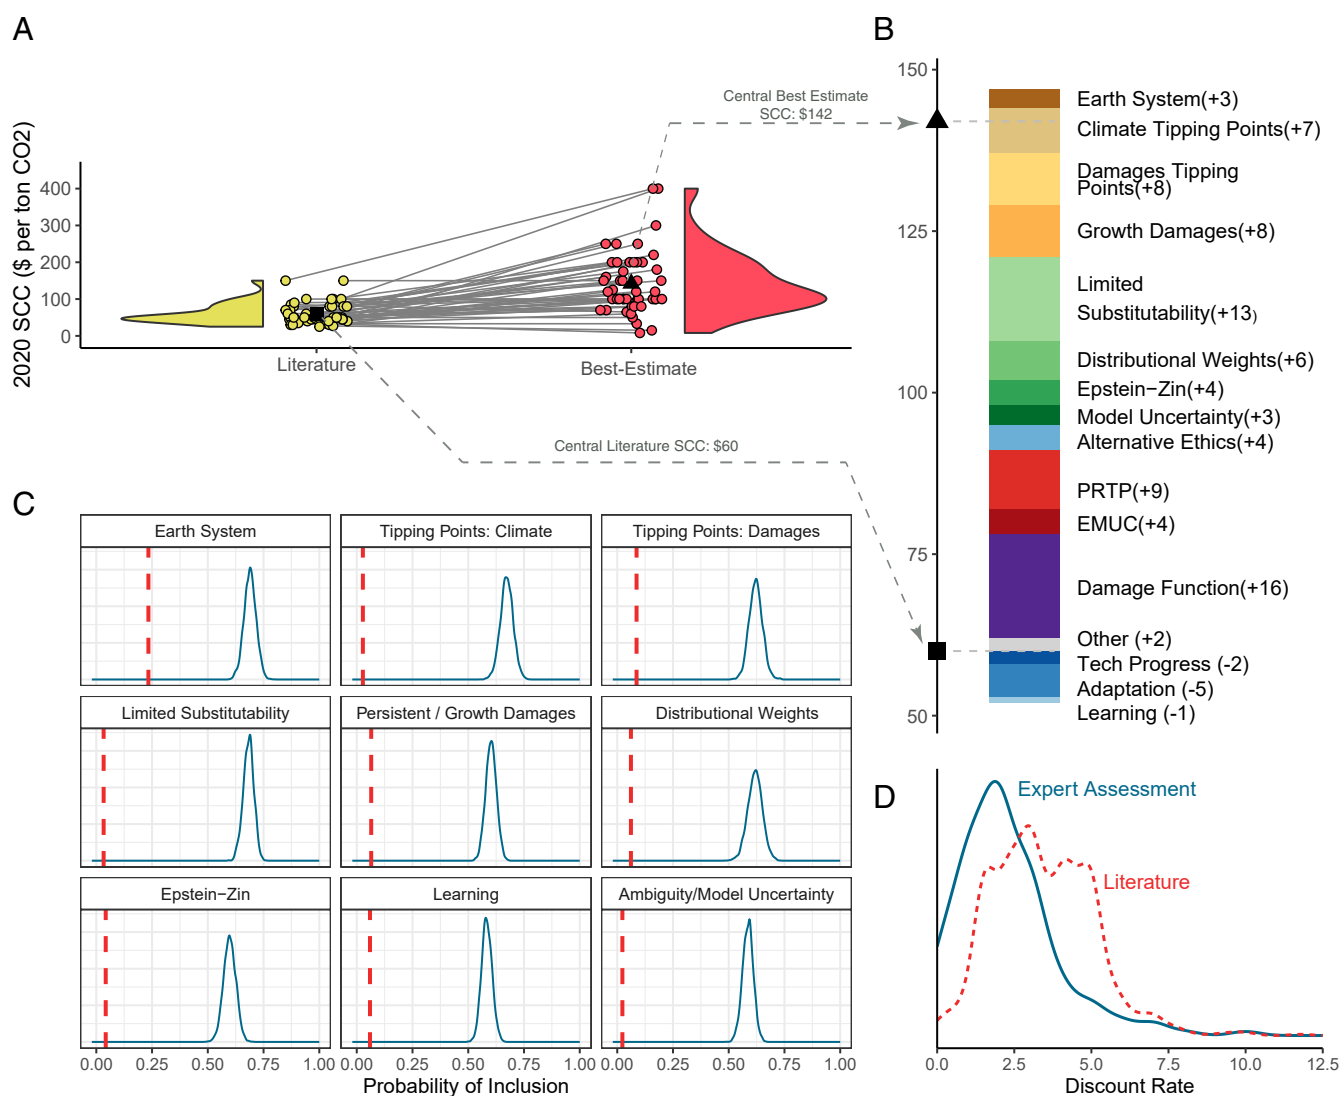 A
2020 SCC ($ per ton CO2)
400
300
200
100
0
Literature
Best-Estimate
Central Best Estimate
SCC: $142
Central Literature SCC: $60
B
150
125
100
75
50
Earth System(+3)
Climate Tipping Points(+7)
Damages Tipping
Points(+8)
Growth Damages(+8)
Limited
Substitutability(+13)
Distributional Weights(+6)
Epstein−Zin(+4)
Model Uncertainty(+3)
Alternative Ethics(+4)
PRTP(+9)
EMUC(+4)
Damage Function(+16)
Other (+2)
Tech Progress (-2)
Adaptation (-5)
Learning (-1)
C
Earth System
Tipping Points: Climate
Tipping Points: Damages
Limited Substitutability
Persistent / Growth Damages
Distributional Weights
Epstein−Zin
Learning
Ambiguity/Model Uncertainty
0.00 0.25 0.50 0.75 1.00
0.00 0.25 0.50 0.75 1.00
0.00 0.25 0.50 0.75 1.00
Probability of Inclusion
D
Expert Assessment
Literature
0.0 2.5 5.0 7.5 10.0 12.5
Discount Rate